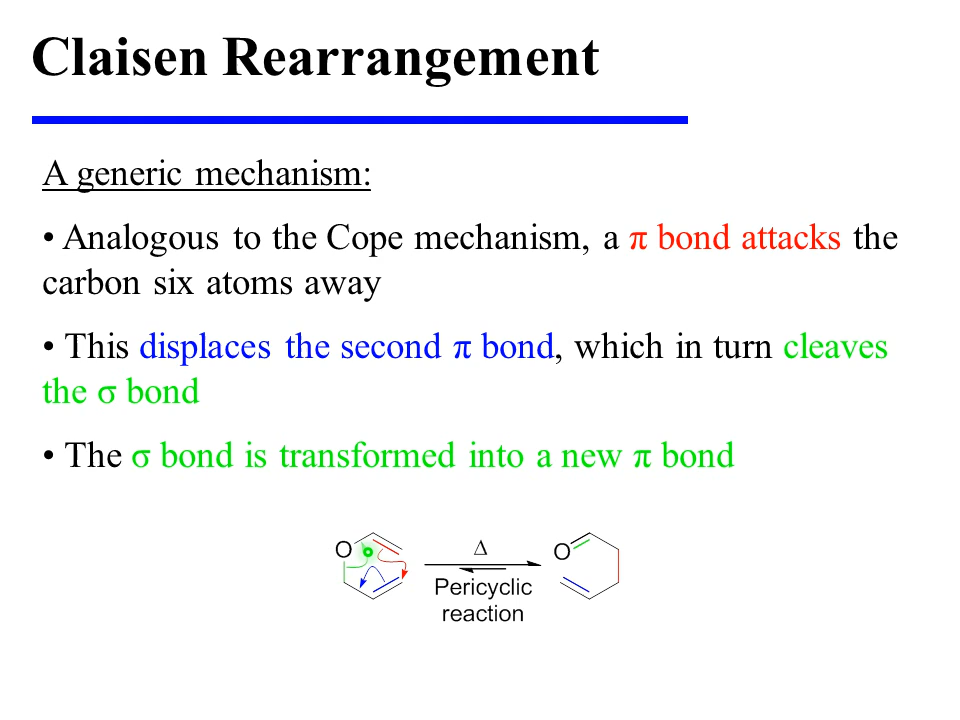 Claisen Rearrangement
A generic mechanism:
• Analogous to the Cope mechanism, a π bond attacks the
carbon six atoms away
• This displaces the second π bond, which in turn cleaves
the σ bond
• The σ bond is transformed into a new π bond
O
Δ
O
Pericyclic
reaction